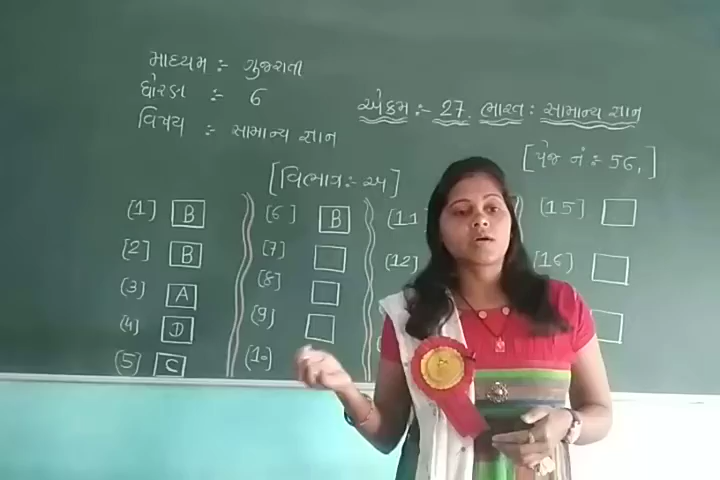 માધ્યમ :- ગુજરાતી
ધોરણ :- 6
વિષય :- સામાન્ય જ્ઞાન
એકમ :- 27. ભારત : સામાન્ય જ્ઞાન
[પેજ નં :- 56.]
[વિભાગ :- અ]
(1) B
(2) B
(3) A
(4) D
(5) C
(6) B
(7)
(8)
(9)
(10)
(11
(12)
(15)
(16)